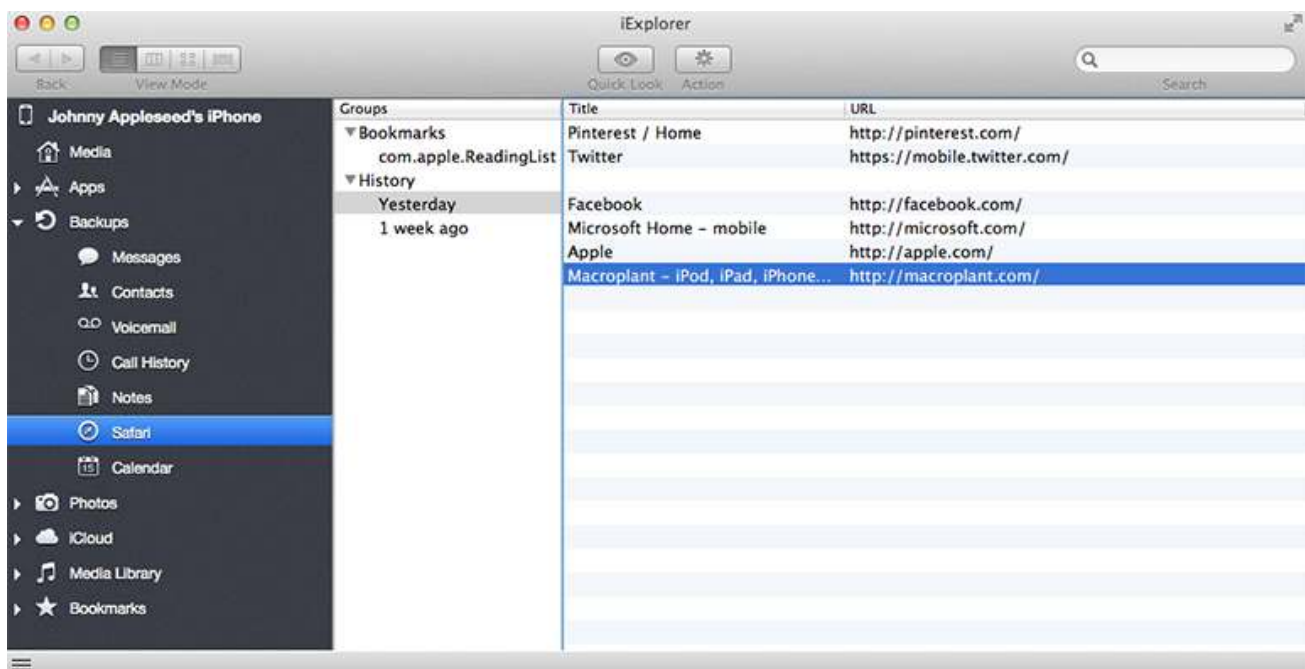 iExplorer
Back View Mode Quick Look Action Search
Johnny Appleseed's iPhone
Media
Apps
Backups
Messages
Contacts
Voicemail
Call History
Notes
Safari
15 Calendar
Photos
iCloud
Media Library
Bookmarks
Groups
Bookmarks
com.apple.ReadingList
History
Yesterday
1 week ago
Title URL
Pinterest / Home http://pinterest.com/
Twitter https://mobile.twitter.com/
Facebook http://facebook.com/
Microsoft Home – mobile http://microsoft.com/
Apple http://apple.com/
Macroplant – iPod, iPad, iPhone... http://macroplant.com/